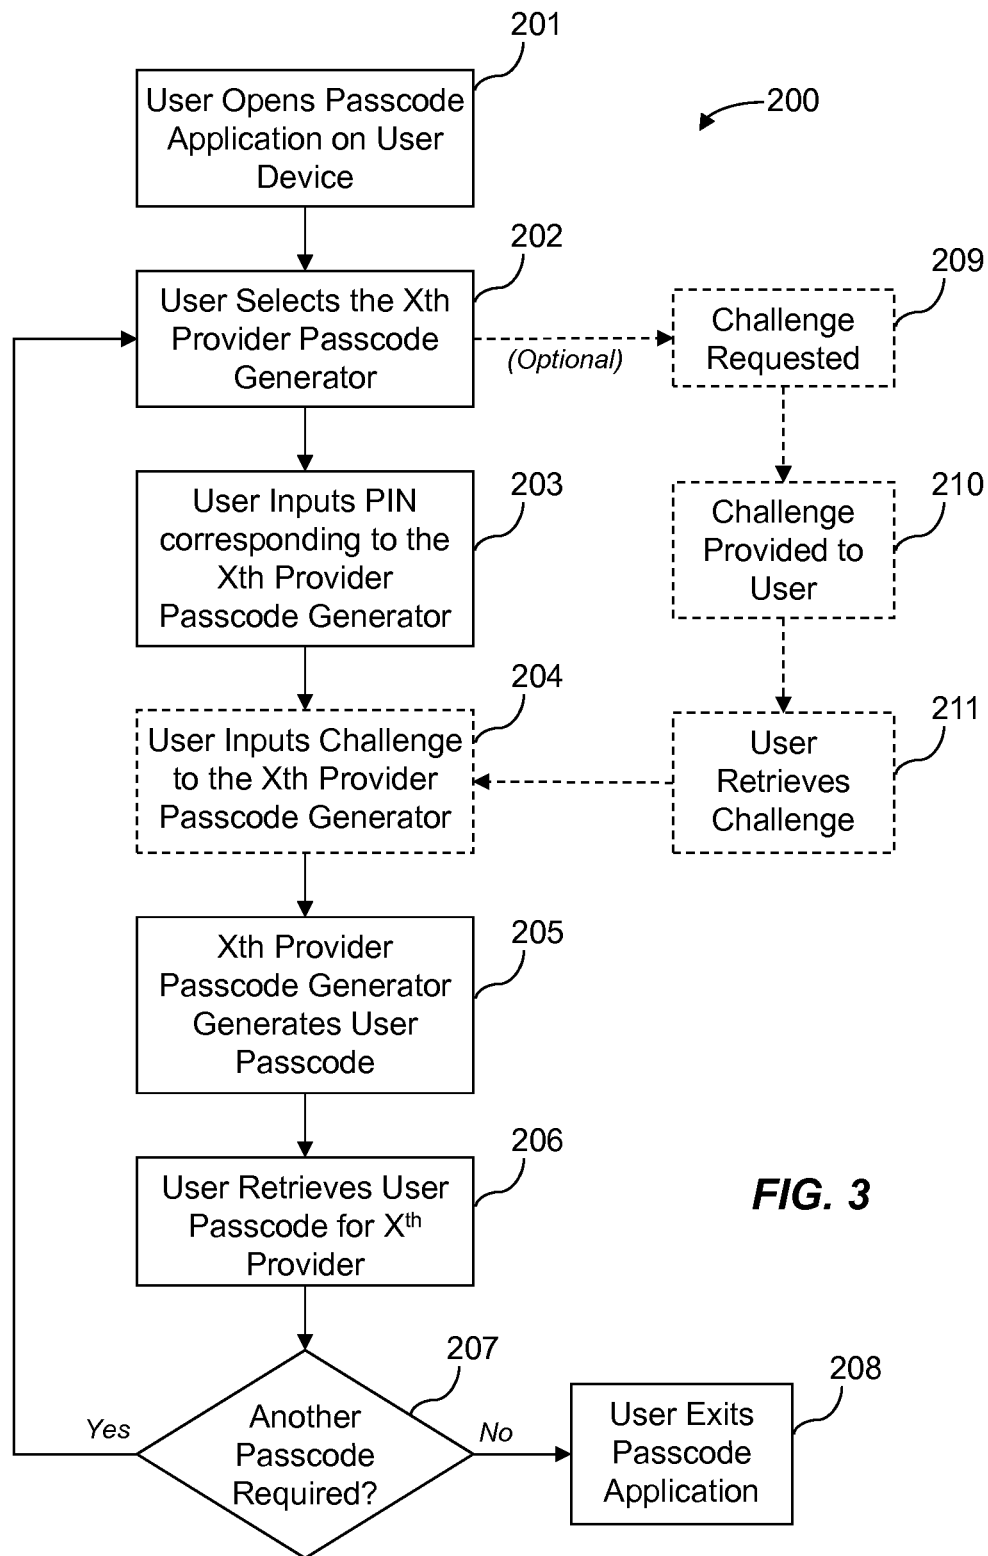 201
User Opens Passcode
Application on User
Device
200
202
User Selects the Xth
Provider Passcode
Generator
(Optional)
209
Challenge
Requested
203
User Inputs PIN
corresponding to the
Xth Provider
Passcode Generator
210
Challenge
Provided to
User
204
User Inputs Challenge
to the Xth Provider
Passcode Generator
211
User
Retrieves
Challenge
205
Xth Provider
Passcode Generator
Generates User
Passcode
206
User Retrieves User
Passcode for Xth
Provider
FIG. 3
207
Another
Passcode
Required?
Yes
No
208
User Exits
Passcode
Application